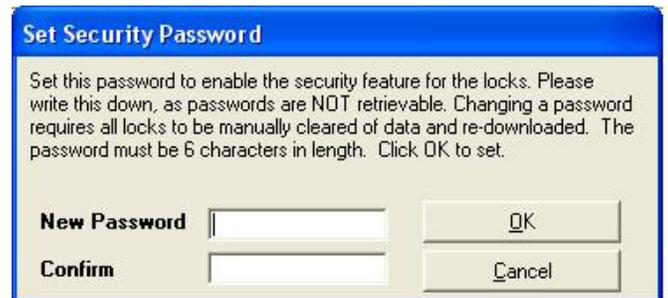 Set Security Password
Set this password to enable the security feature for the locks. Please
write this down, as passwords are NOT retrievable. Changing a password
requires all locks to be manually cleared of data and re-downloaded. The
password must be 6 characters in length. Click OK to set.
New Password
OK
Confirm
Cancel